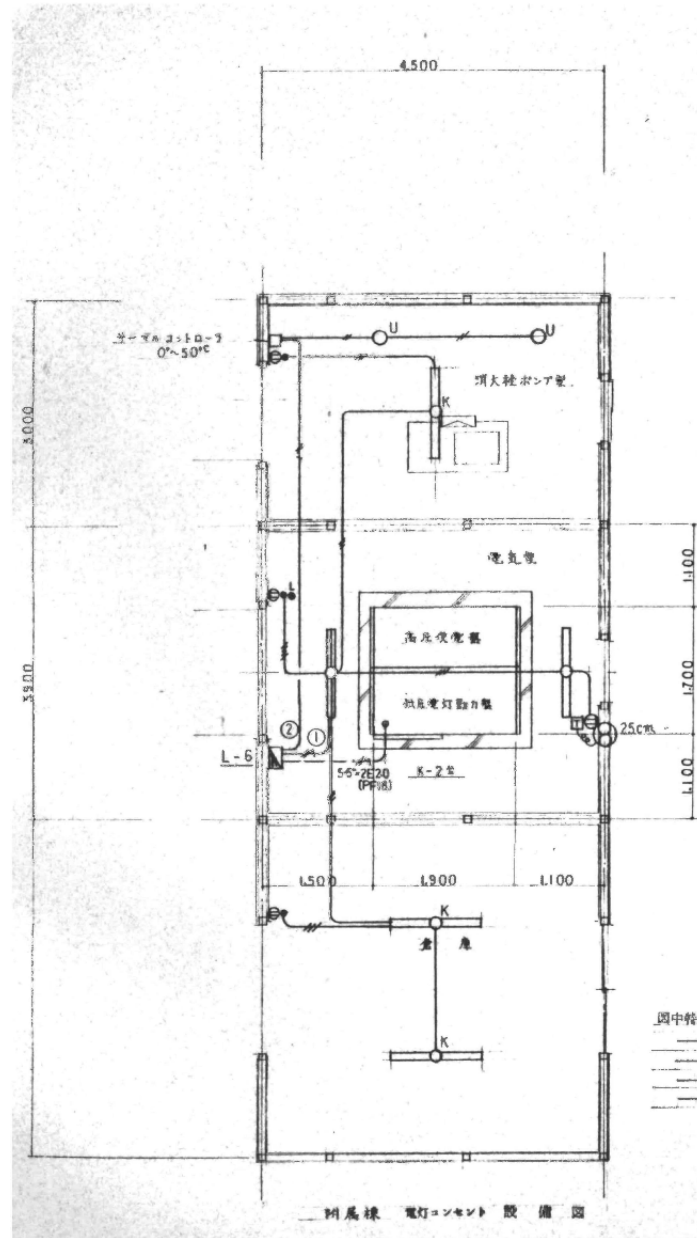 4,500
サーマルコントローラ
0°~50°C
U
U
消火栓ポンプ室
K
3,000
電気室
1,100
L
高圧受電盤
3,900
1,700
低圧電灯動力盤
②
①
25cm
L-6
5.5°×2E2.0
(PF18)
K-2台
1,100
1,500
1,900
1,100
K
倉庫
K
図中特
附属棟 電灯コンセント 設備図